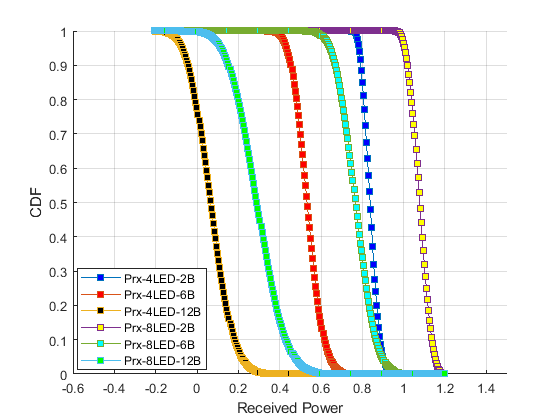 1
0.9
0.8
0.7
0.6
0.5
0.4
0.3
0.2
0.1
0
CDF
Prx-4LED-2B
Prx-4LED-6B
Prx-4LED-12B
Prx-8LED-2B
Prx-8LED-6B
Prx-8LED-12B
-0.6 -0.4 -0.2 0 0.2 0.4 0.6 0.8 1 1.2 1.4
Received Power